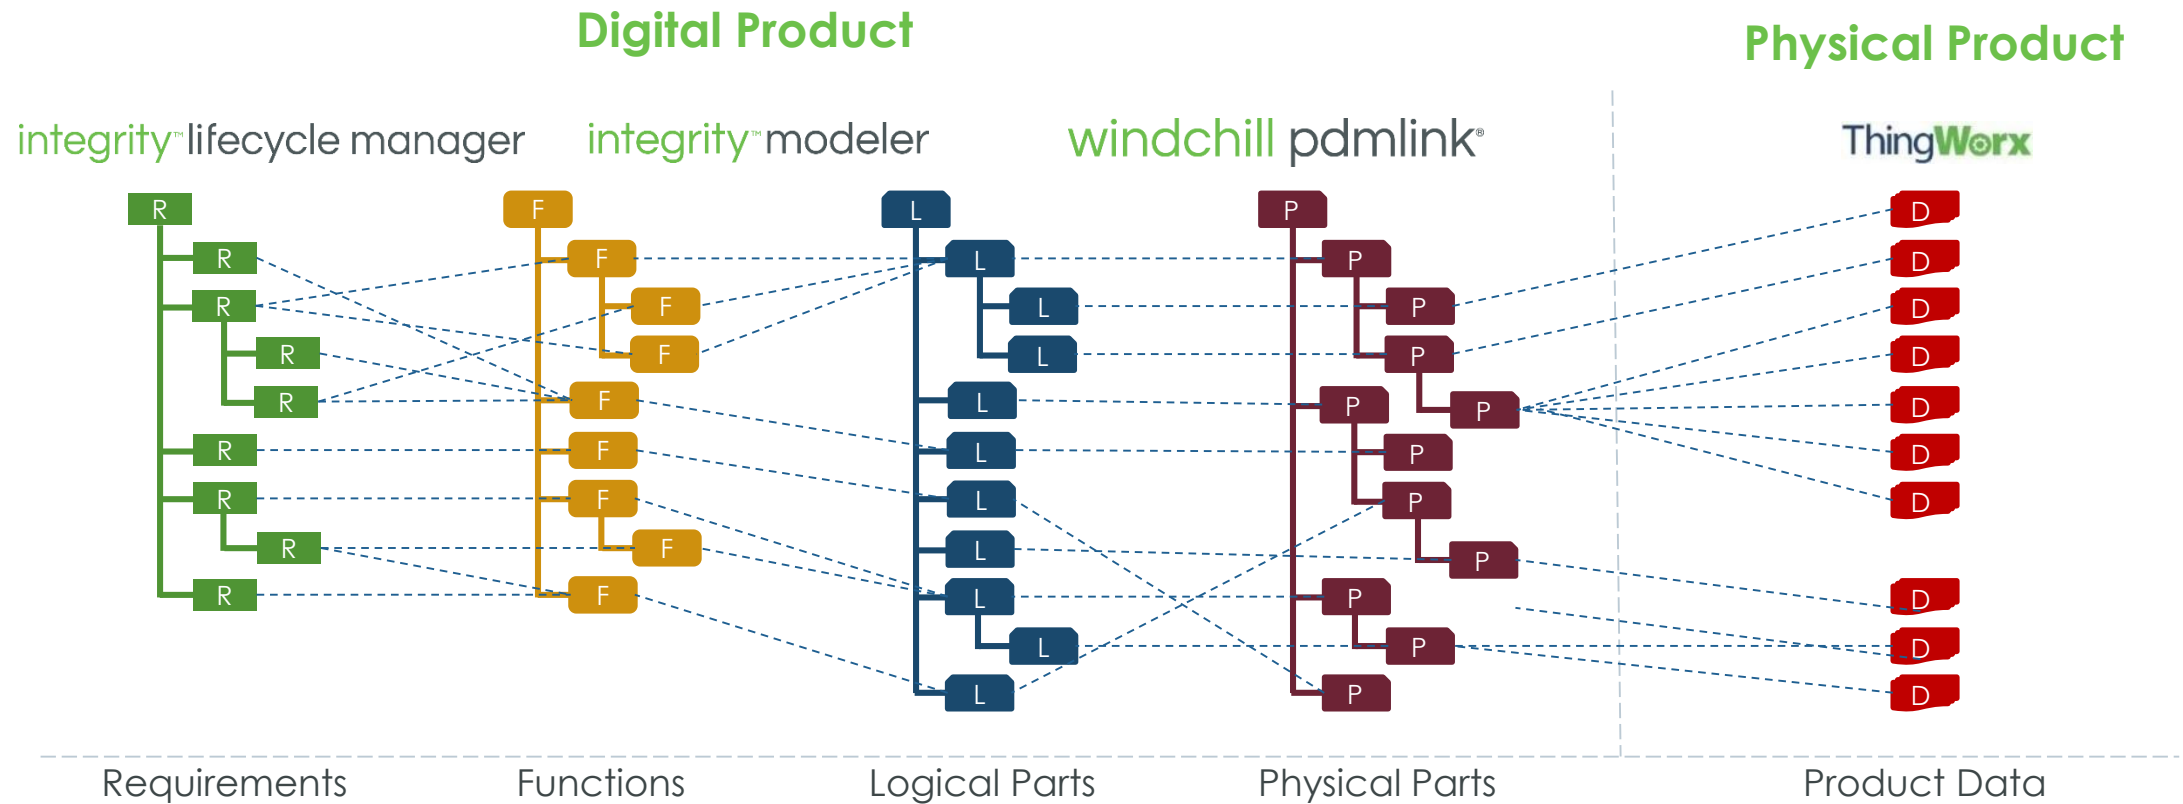 Digital Product
Physical Product
integrity™ lifecycle manager
integrity™ modeler
windchill pdmlink®
ThingWorx
R
F
L
P
D
R
F
L
P
D
R
F
L
P
D
R
F
L
P
D
R
F
L
P
P
D
R
F
L
P
D
R
F
L
P
D
R
F
L
P
R
F
L
P
D
L
P
D
L
P
D
Requirements
Functions
Logical Parts
Physical Parts
Product Data